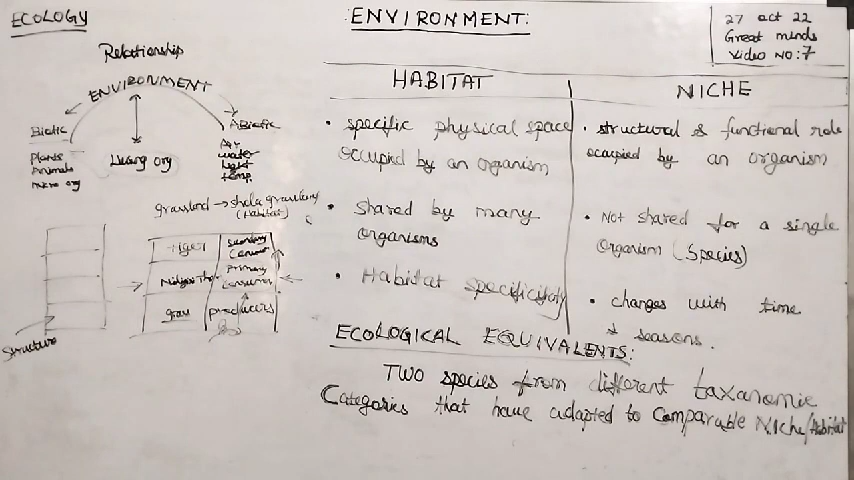 ECOLOGY
Relationship
ENVIRONMENT
Biotic
Plants
Animals
micro org
Living org
Abiotic
Air
water
light
temp.
grassland → shola grassland
(Habitat)
Tiger
Secondary
Consumer
Primary
consumer
grass
producers
Structure
ENVIRONMENT:
27 oct 22
Great minds
Video NO:7
HABITAT
• specific physical space
occupied by an organism
• Shared by many
organisms
• Habitat specificity
NICHE
• structural & functional role
occupied by an organism
• Not shared for a single
Organism (Species)
• changes with time
& seasons.
ECOLOGICAL EQUIVALENTS:
TWO species from different taxanomic
Categories that have adapted to Comparable Niche/Habitat